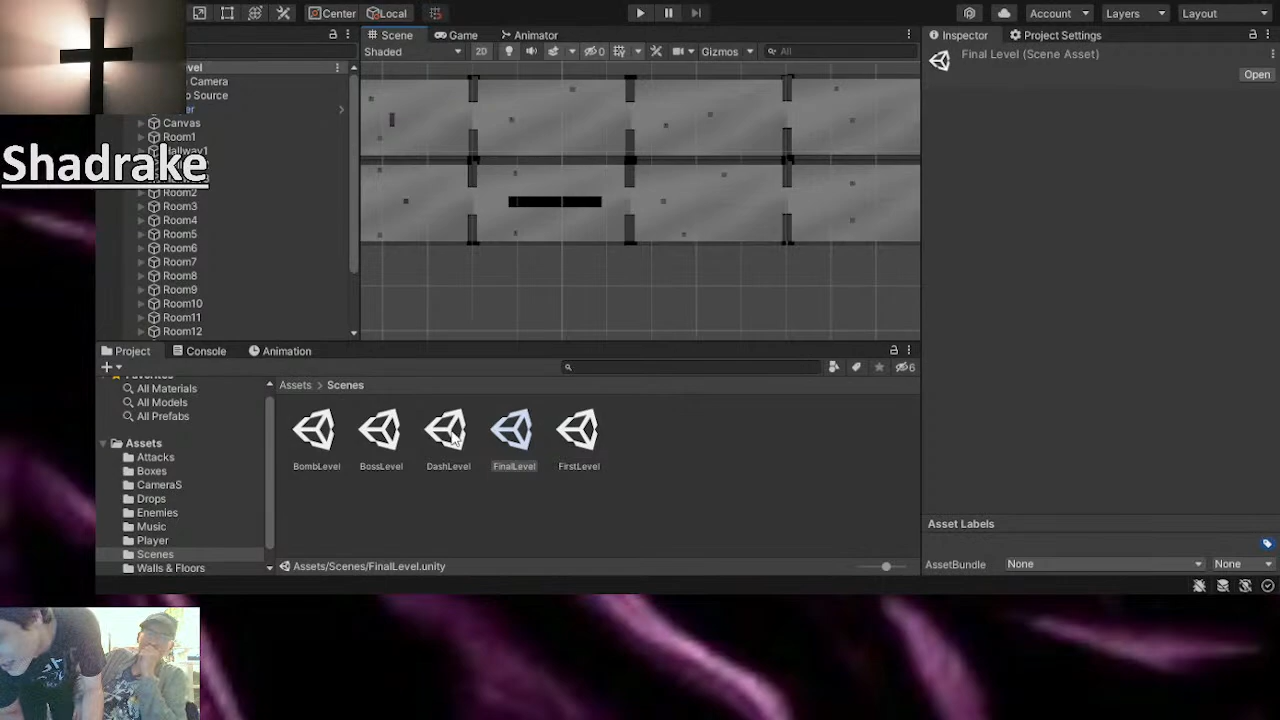 Center
Local
Account
Layers
Layout
Scene
Game
Animator
Inspector
Project Settings
Shaded
2D
0
Gizmos
All
Final Level (Scene Asset)
Open
Canvas
Room1
Shadrake
Room2
Room3
Room4
Room5
Room6
Room7
Room8
Room9
Room10
Room11
Room12
Project
Console
Animation
6
All Materials
All Models
All Prefabs
Assets > Scenes
Assets
Attacks
Boxes
CameraS
Drops
Enemies
Music
Player
Scenes
Walls & Floors
BombLevel
BossLevel
DashLevel
FinalLevel
FirstLevel
Assets/Scenes/FinalLevel.unity
Asset Labels
AssetBundle
None
None